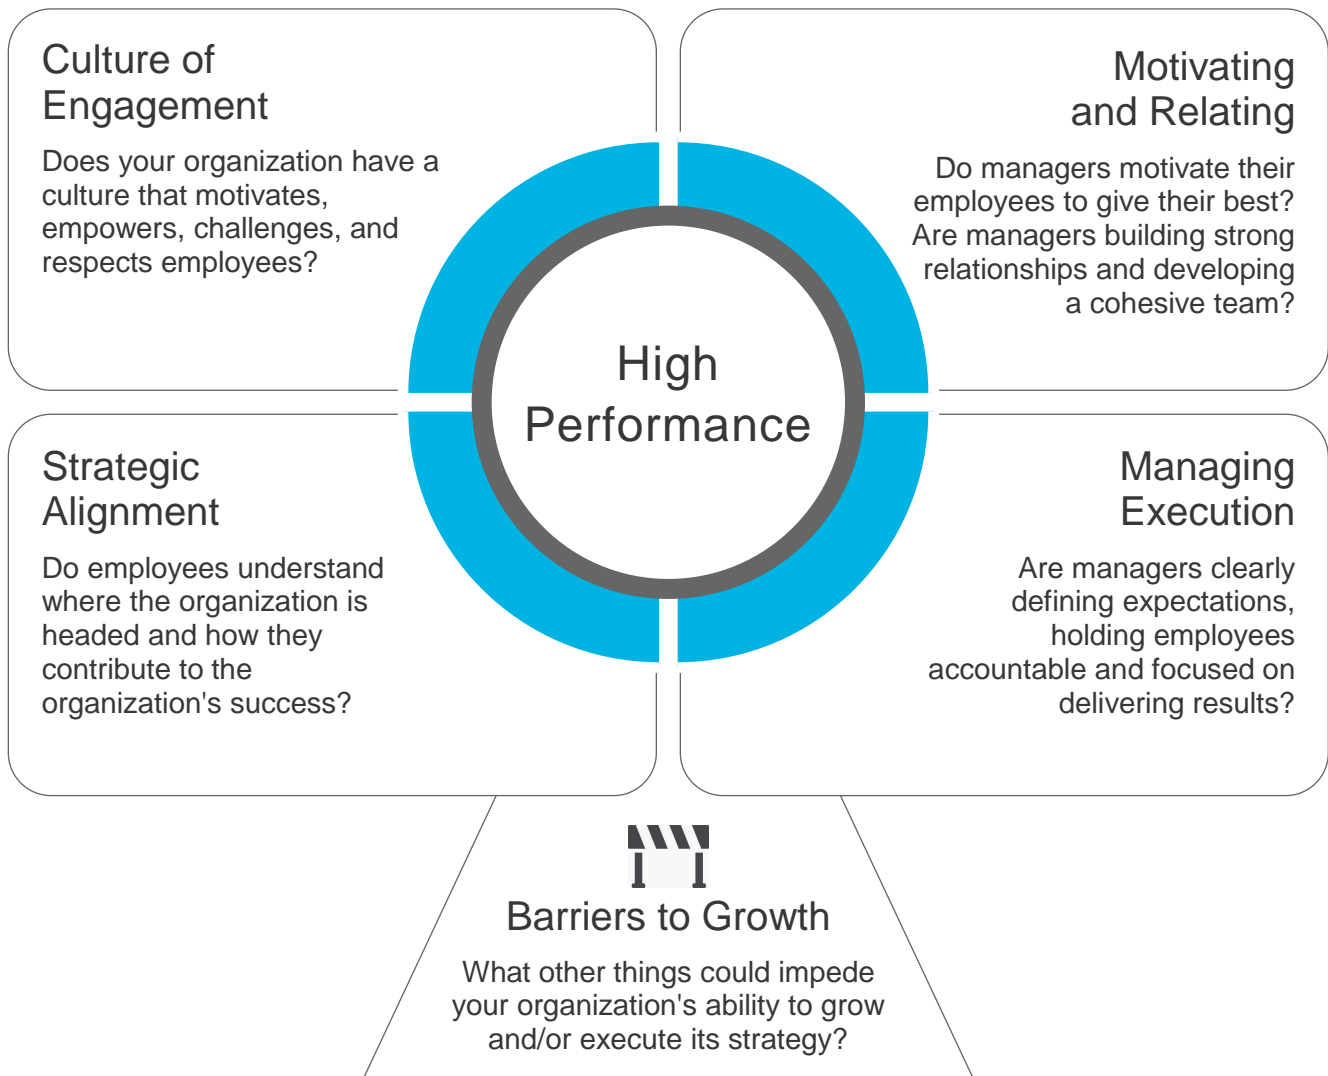 Culture of
Engagement
Does your organization have a
culture that motivates,
empowers, challenges, and
respects employees?
Motivating
and Relating
Do managers motivate their
employees to give their best?
Are managers building strong
relationships and developing
a cohesive team?
High
Performance
Strategic
Alignment
Do employees understand
where the organization is
headed and how they
contribute to the
organization's success?
Managing
Execution
Are managers clearly
defining expectations,
holding employees
accountable and focused on
delivering results?
Barriers to Growth
What other things could impede
your organization's ability to grow
and/or execute its strategy?